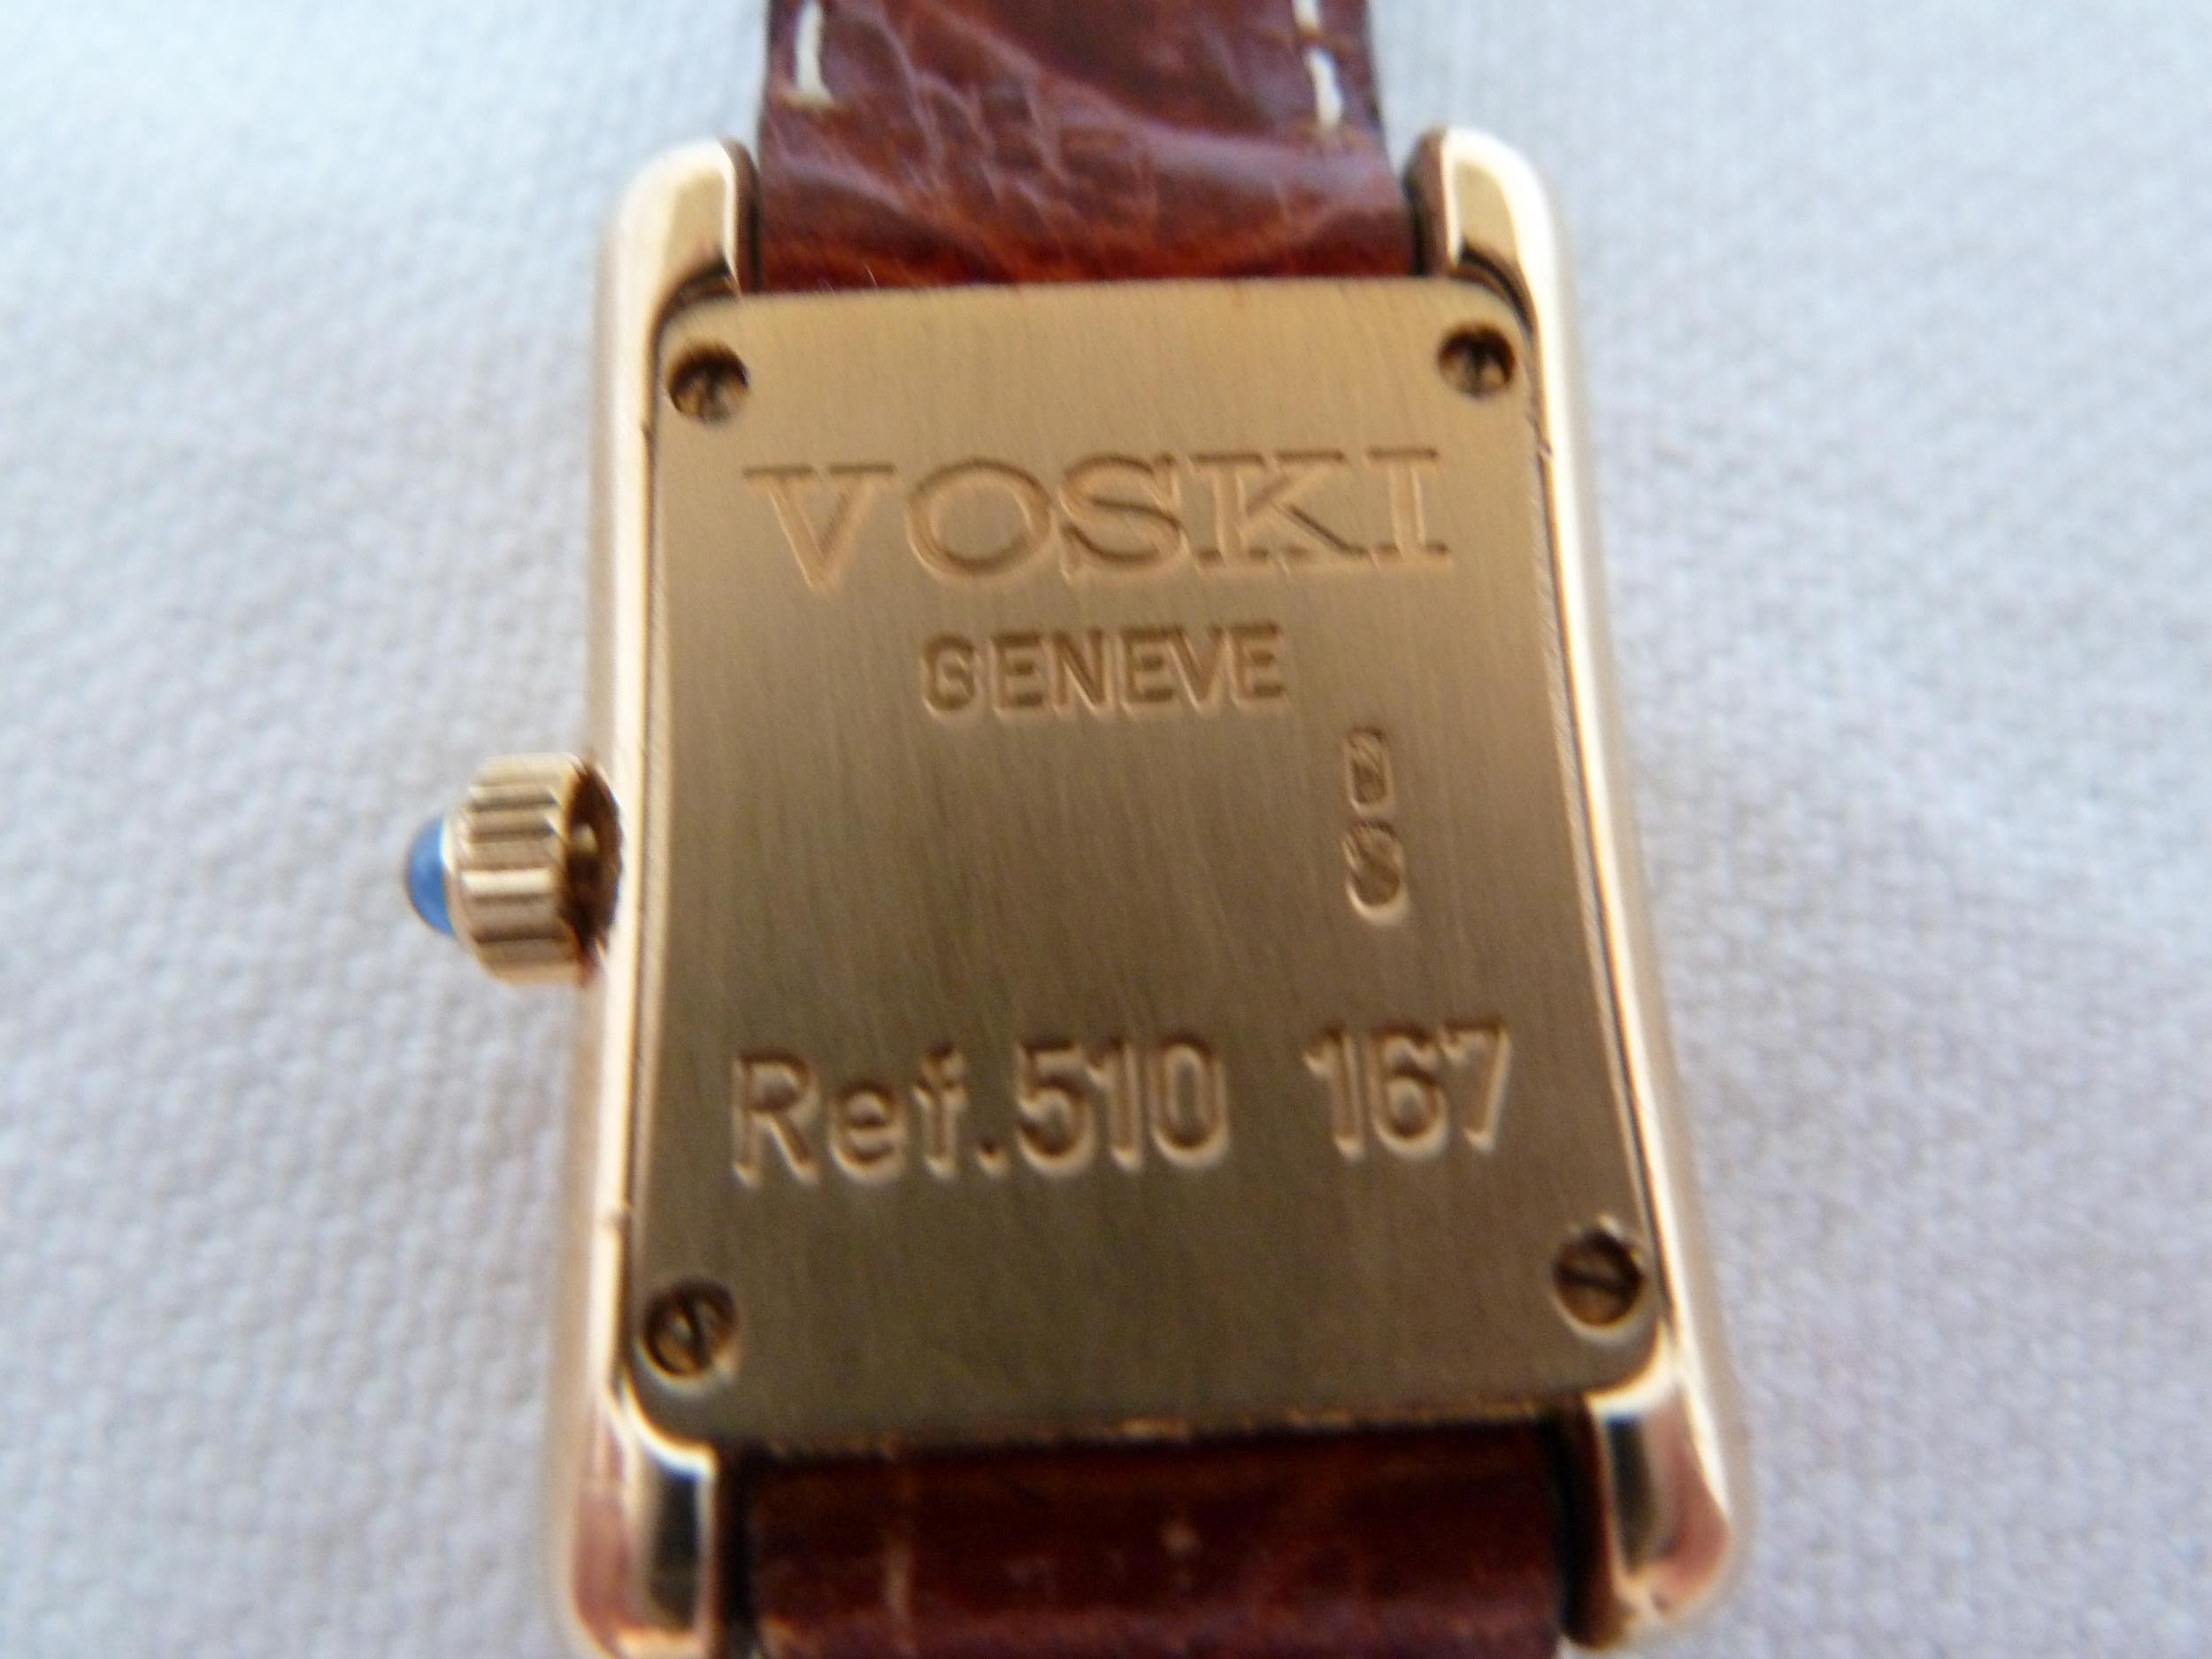 VOSKI
GENEVE
Ref.510 167